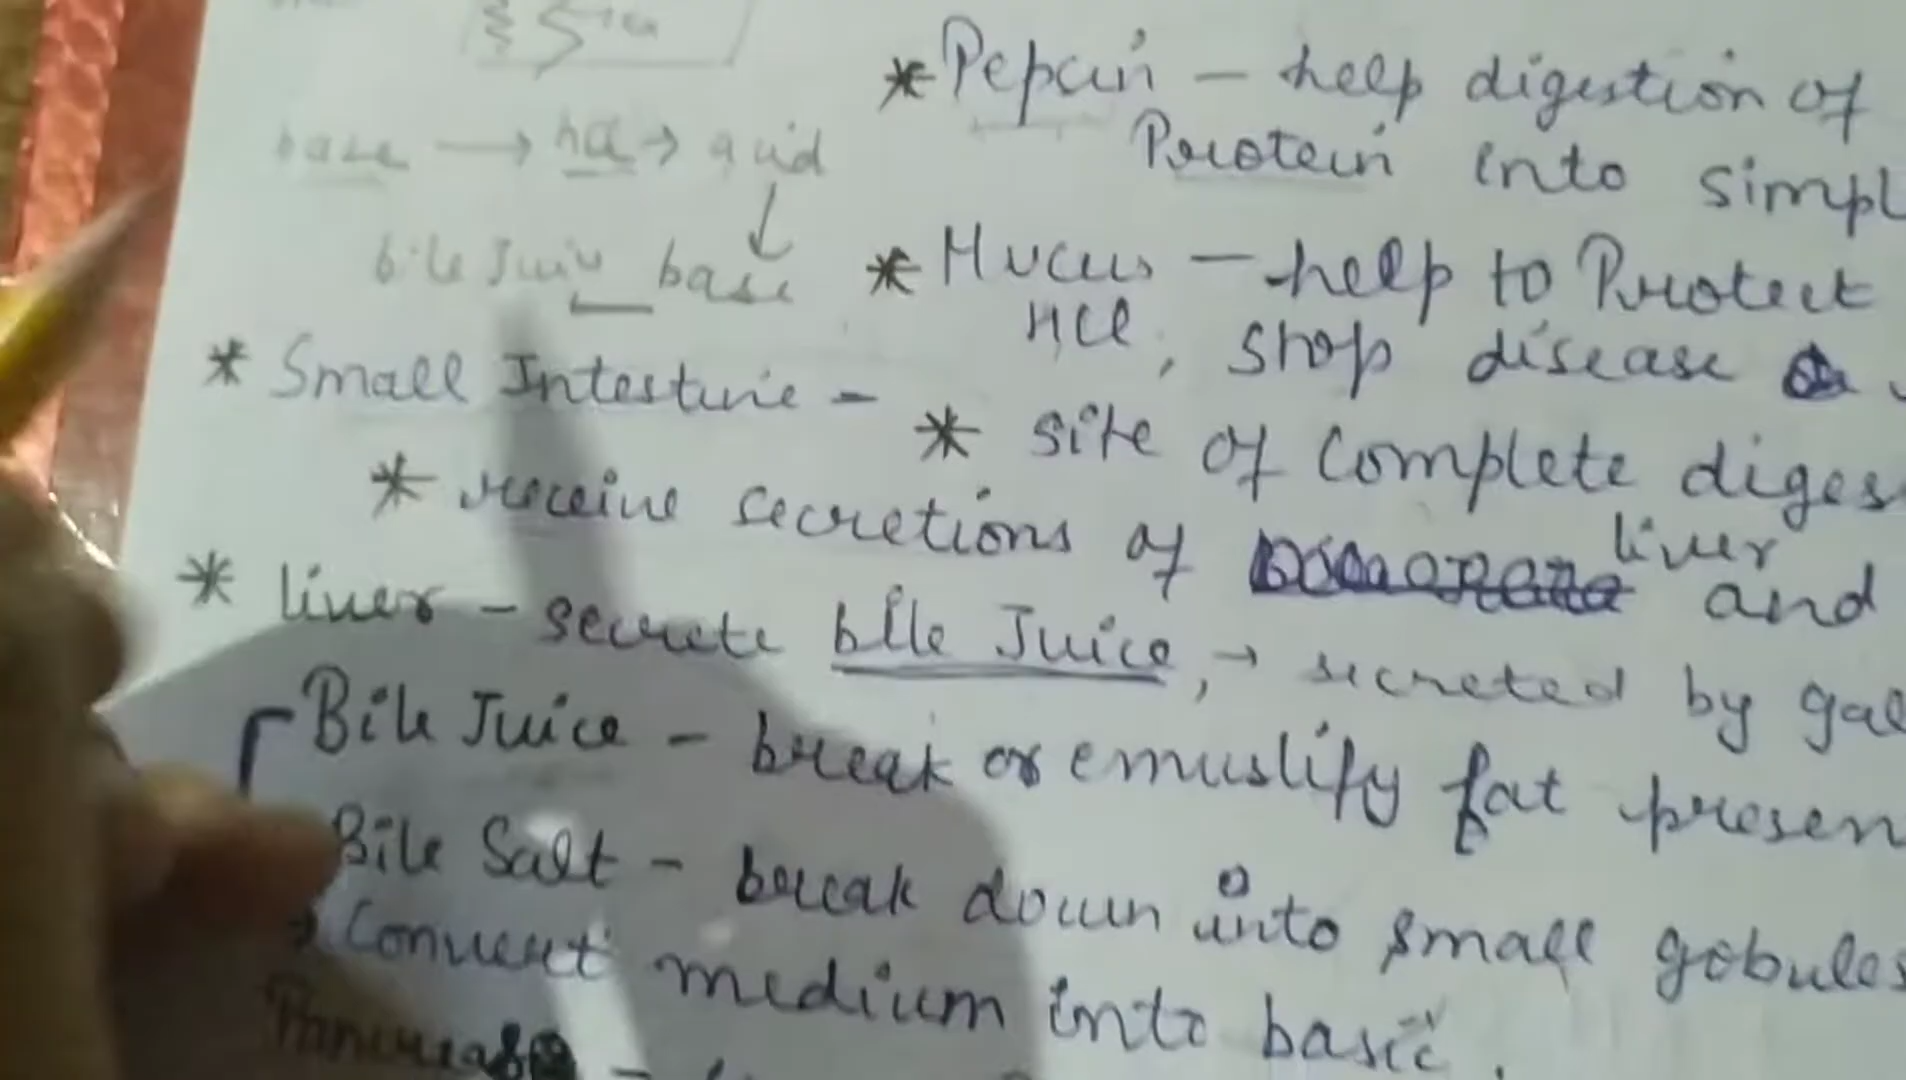 * Pepsin - help digestion of
Protein into simpl
base → hcl → acid
↓
bile Juice base
* Mucus - help to Protect
HCl, stop disease
* Small Intestine -
* site of complete diges
* receive secretions of liver and
* liver - secrete bile Juice, → secreted by gal
Bile Juice - break or emuslify fat presen
Bile Salt - break down into small gobules
→ Convert medium into basic.
Pancreas -